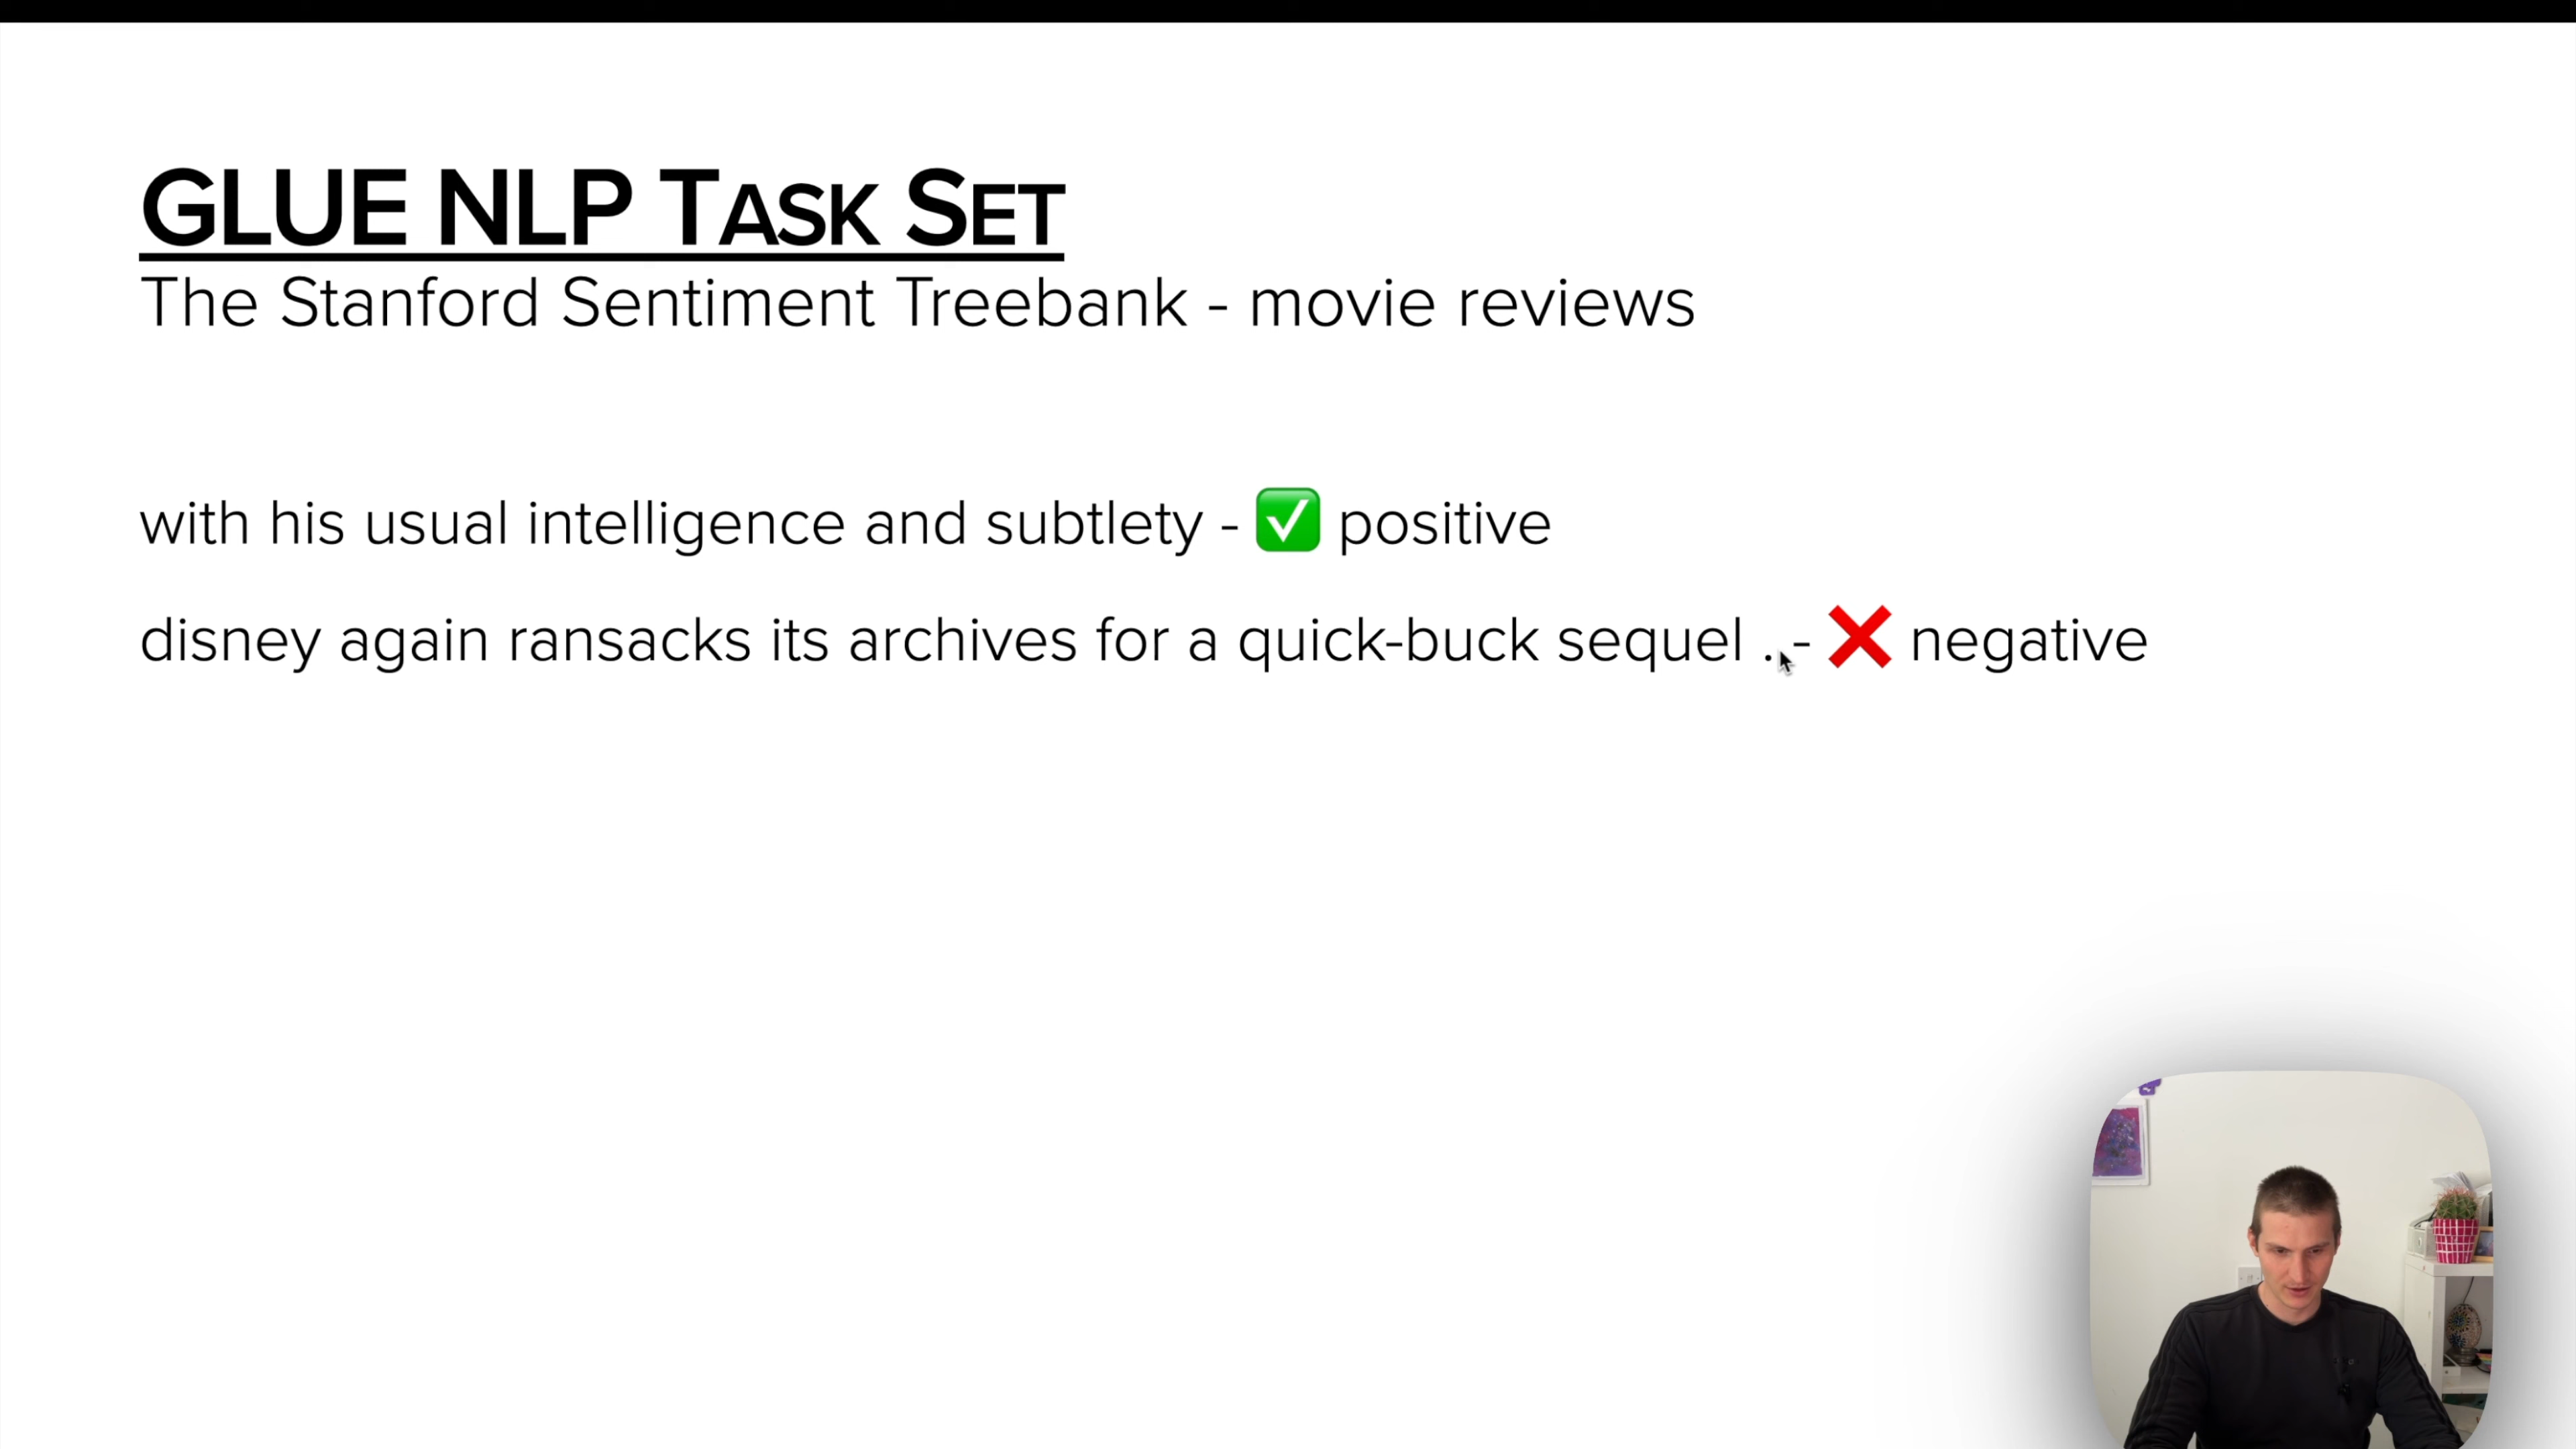 GLUE NLP TASK SET
The Stanford Sentiment Treebank - movie reviews
with his usual intelligence and subtlety - ✅ positive
disney again ransacks its archives for a quick-buck sequel . - ❌ negative